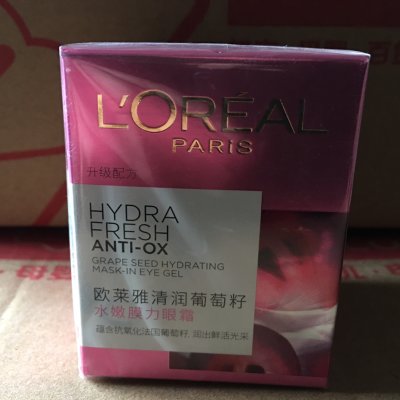 L'ORÉAL
PARIS
升级配方
HYDRA
FRESH
ANTI-OX
GRAPE SEED HYDRATING
MASK-IN EYE GEL
欧莱雅清润葡萄籽
水嫩膜力眼霜
蕴含抗氧化法国葡萄籽, 润出鲜活光采